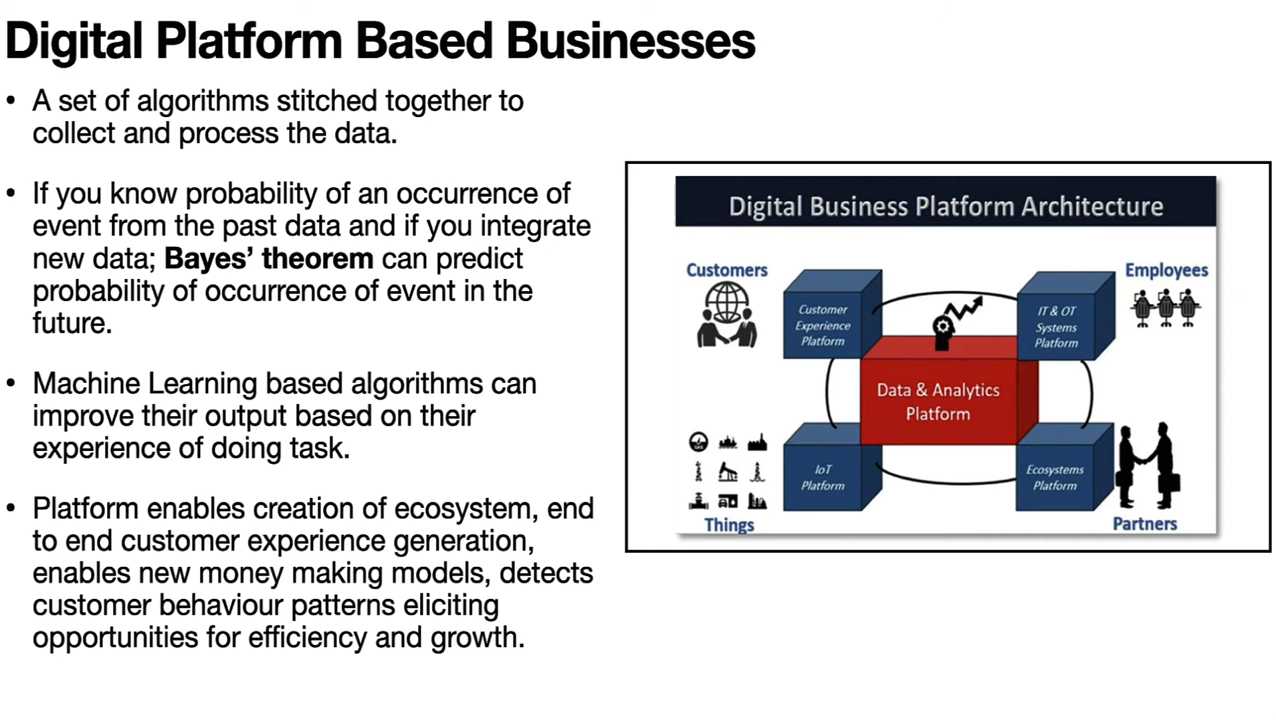 Digital Platform Based Businesses
• A set of algorithms stitched together to
collect and process the data.
• If you know probability of an occurrence of
event from the past data and if you integrate
new data; Bayes’ theorem can predict
probability of occurrence of event in the
future.
• Machine Learning based algorithms can
improve their output based on their
experience of doing task.
• Platform enables creation of ecosystem, end
to end customer experience generation,
enables new money making models, detects
customer behaviour patterns eliciting
opportunities for efficiency and growth.
Digital Business Platform Architecture
Customers
Customer
Experience
Platform
IT & OT
Systems
Platform
Employees
Data & Analytics
Platform
IoT
Platform
Ecosystems
Platform
Things
Partners